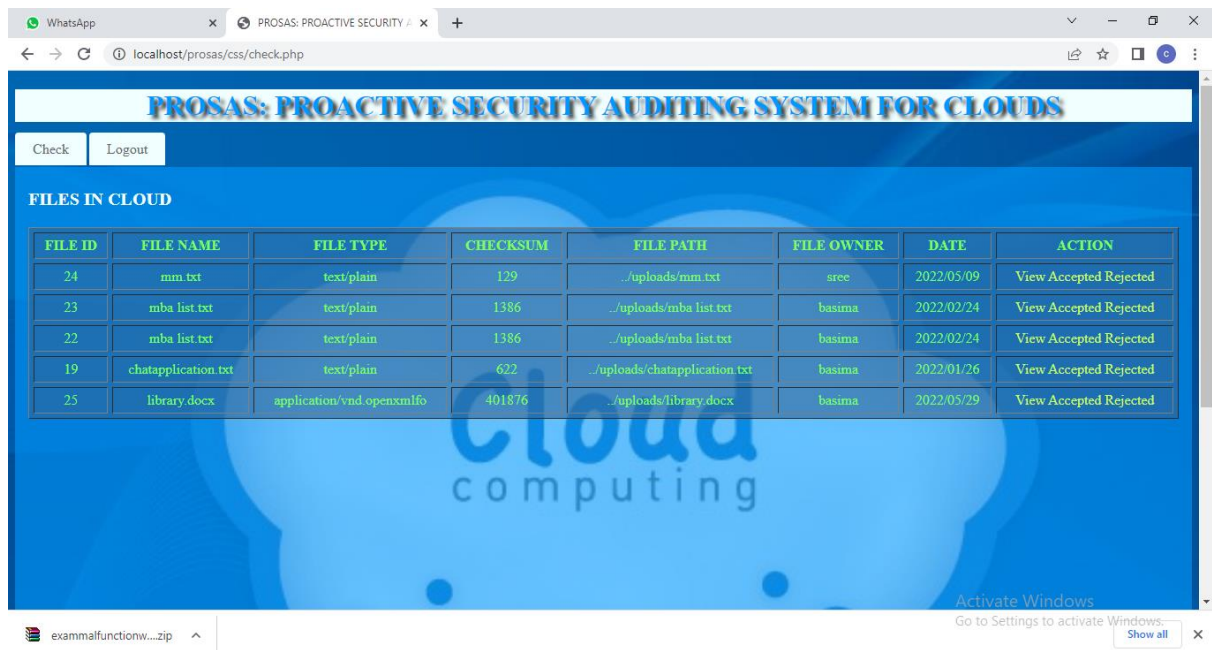 WhatsApp
PROSAS: PROACTIVE SECURITY A
localhost/prosas/css/check.php
C
PROSAS: PROACTIVE SECURITY AUDITING SYSTEM FOR CLOUDS
Check Logout
FILES IN CLOUD
FILE ID FILE NAME FILE TYPE CHECKSUM FILE PATH FILE OWNER DATE ACTION
24 mm.txt text/plain 129 ../uploads/mm.txt sree 2022/05/09 View Accepted Rejected
23 mba list.txt text/plain 1386 ../uploads/mba list.txt basima 2022/02/24 View Accepted Rejected
22 mba list.txt text/plain 1386 ../uploads/mba list.txt basima 2022/02/24 View Accepted Rejected
19 chatapplication.txt text/plain 622 ../uploads/chatapplication.txt basima 2022/01/26 View Accepted Rejected
25 library.docx application/vnd.openxmlfo 401876 ../uploads/library.docx basima 2022/05/29 View Accepted Rejected
Cloud
computing
Activate Windows
Go to Settings to activate Windows.
exammalfunctionw....zip
Show all